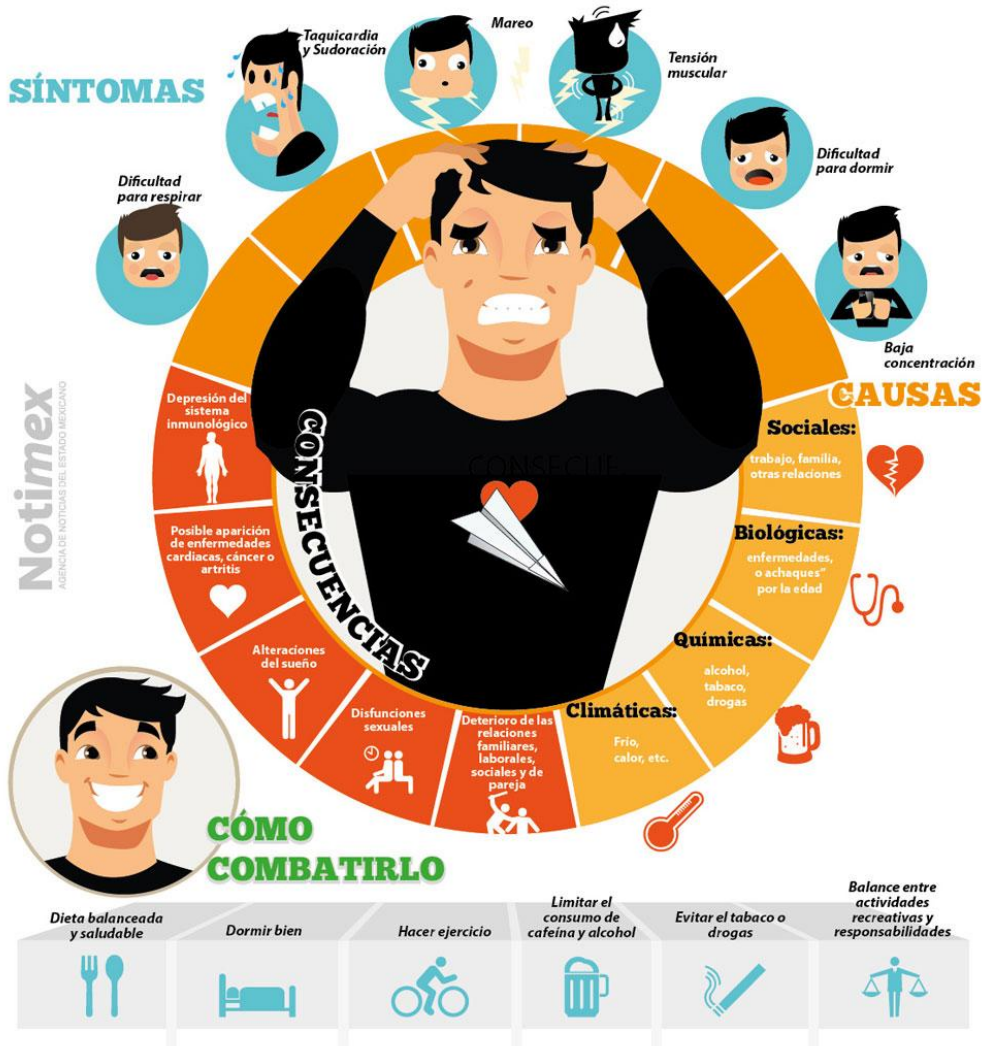 SÍNTOMAS
Dificultad
para respirar
Taquicardia
y Sudoración
Mareo
Tensión
muscular
Dificultad
para dormir
Baja
concentración
CAUSAS
Sociales:
trabajo, família,
otras relaciones
Biológicas:
enfermedades,
o achaques"
por la edad
Químicas:
alcohol,
tabaco,
drogas
Climáticas:
Frío,
calor, etc.
CONSECUE
CONSECUENCIAS
Depresión del
sistema
inmunológico
Posible aparición
de enfermedades
cardiacas, cáncer o
artritis
Alteraciones
del sueño
Disfunciones
sexuales
Deterioro de las
relaciones
familiares,
laborales,
sociales y de
pareja
Notimex
AGENCIA DE NOTICIAS DEL ESTADO MEXICANO
CÓMO
COMBATIRLO
Dieta balanceada
y saludable
Dormir bien
Hacer ejercicio
Limitar el
consumo de
cafeína y alcohol
Evitar el tabaco o
drogas
Balance entre
actividades
recreativas y
responsabilidades